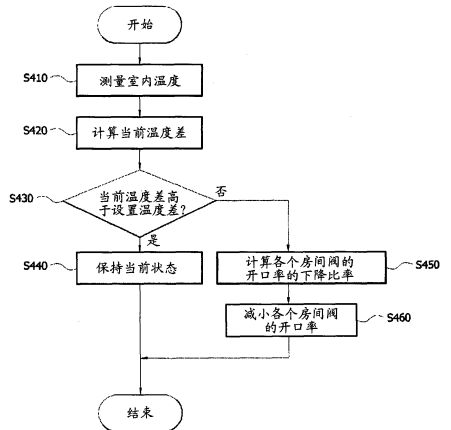 开始
S410
测量室内温度
S420
计算当前温度差
S430
当前温度差高
于设置温度差?
否
是
S440
保持当前状态
计算各个房间阀的
开口率的下降比率
S450
减小各个房间阀
的开口率
S460
结束